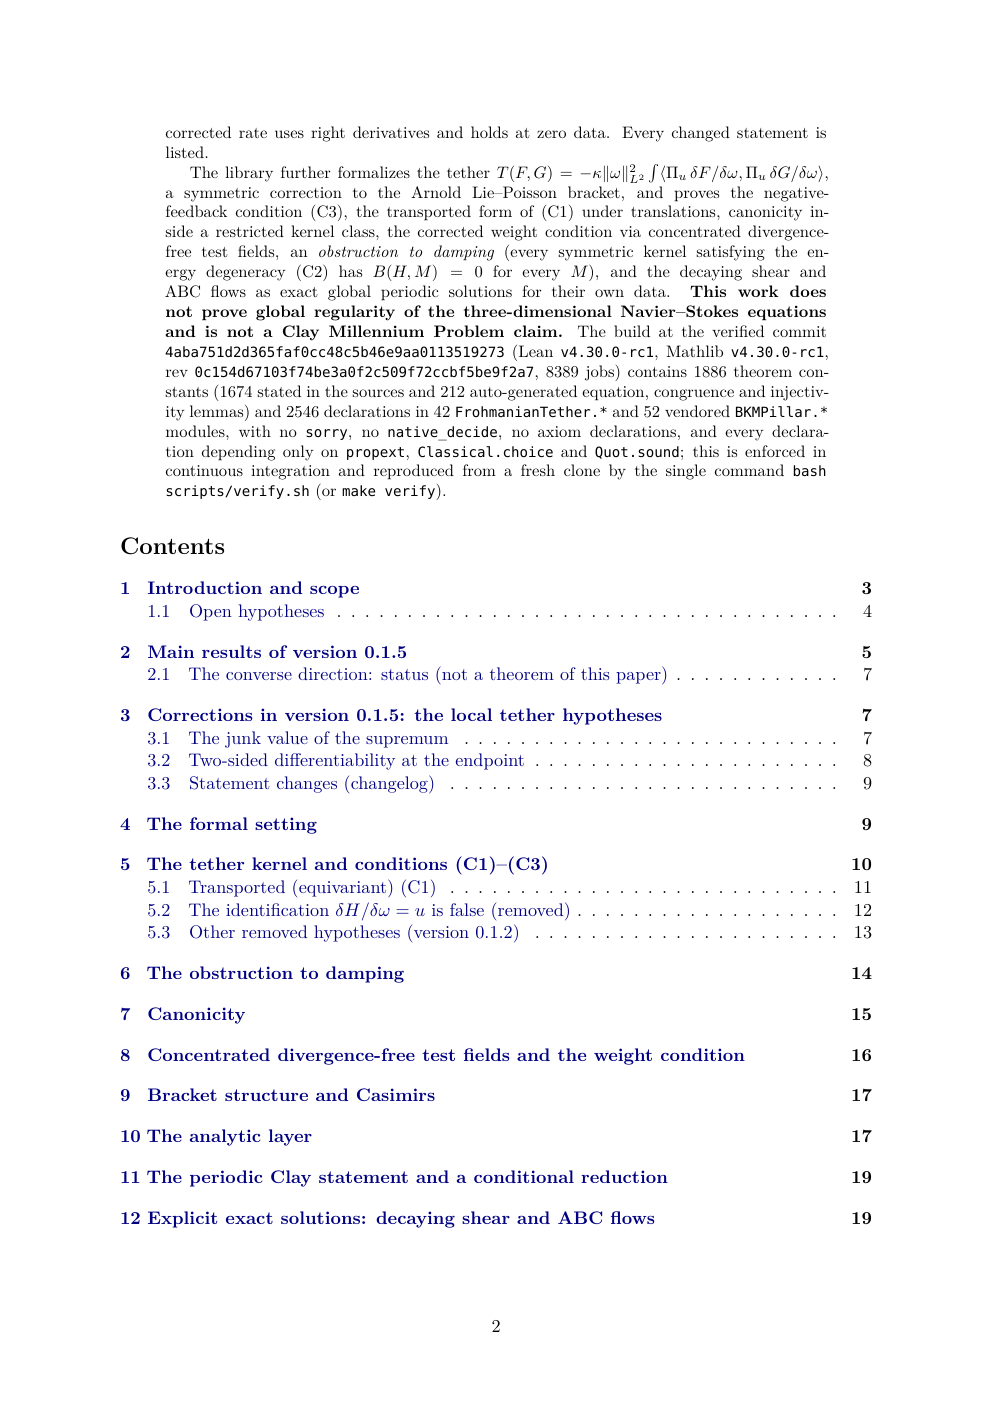 corrected rate uses right derivatives and holds at zero data. Every changed statement is
listed.
The library further formalizes the tether T(F, G) = −κ∥ω∥²_{L²} ∫⟨Π_u δF/δω, Π_u δG/δω⟩,
a symmetric correction to the Arnold Lie–Poisson bracket, and proves the negative-
feedback condition (C3), the transported form of (C1) under translations, canonicity in-
side a restricted kernel class, the corrected weight condition via concentrated divergence-
free test fields, an obstruction to damping (every symmetric kernel satisfying the en-
ergy degeneracy (C2) has B(H, M) = 0 for every M), and the decaying shear and
ABC flows as exact global periodic solutions for their own data. This work does
not prove global regularity of the three-dimensional Navier–Stokes equations
and is not a Clay Millennium Problem claim. The build at the verified commit
4aba751d2d365faf0cc48c5b46e9aa0113519273 (Lean v4.30.0-rc1, Mathlib v4.30.0-rc1,
rev 0c154d67103f74be3a0f2c509f72ccbf5be9f2a7, 8389 jobs) contains 1886 theorem con-
stants (1674 stated in the sources and 212 auto-generated equation, congruence and injectiv-
ity lemmas) and 2546 declarations in 42 FrohmanianTether.* and 52 vendored BKMPillar.*
modules, with no sorry, no native_decide, no axiom declarations, and every declara-
tion depending only on propext, Classical.choice and Quot.sound; this is enforced in
continuous integration and reproduced from a fresh clone by the single command bash
scripts/verify.sh (or make verify).
Contents
1 Introduction and scope 3
1.1 Open hypotheses . . . . . . . . . . . . . . . . . . . . . . . . . . . . . . . . . . . . 4
2 Main results of version 0.1.5 5
2.1 The converse direction: status (not a theorem of this paper) . . . . . . . . . . . . 7
3 Corrections in version 0.1.5: the local tether hypotheses 7
3.1 The junk value of the supremum . . . . . . . . . . . . . . . . . . . . . . . . . . . 7
3.2 Two-sided differentiability at the endpoint . . . . . . . . . . . . . . . . . . . . . . 8
3.3 Statement changes (changelog) . . . . . . . . . . . . . . . . . . . . . . . . . . . . 9
4 The formal setting 9
5 The tether kernel and conditions (C1)–(C3) 10
5.1 Transported (equivariant) (C1) . . . . . . . . . . . . . . . . . . . . . . . . . . . . 11
5.2 The identification δH/δω = u is false (removed) . . . . . . . . . . . . . . . . . . . 12
5.3 Other removed hypotheses (version 0.1.2) . . . . . . . . . . . . . . . . . . . . . . 13
6 The obstruction to damping 14
7 Canonicity 15
8 Concentrated divergence-free test fields and the weight condition 16
9 Bracket structure and Casimirs 17
10 The analytic layer 17
11 The periodic Clay statement and a conditional reduction 19
12 Explicit exact solutions: decaying shear and ABC flows 19
2